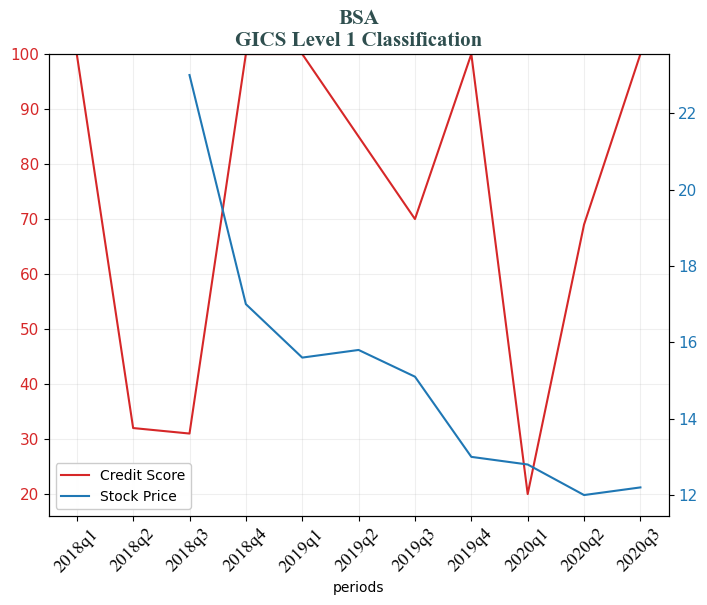 BSA
GICS Level 1 Classification
100
90
80
70
60
50
40
30
20
22
20
18
16
14
12
Credit Score
Stock Price
2018q1
2018q2
2018q3
2018q4
2019q1
2019q2
2019q3
2019q4
2020q1
2020q2
2020q3
periods